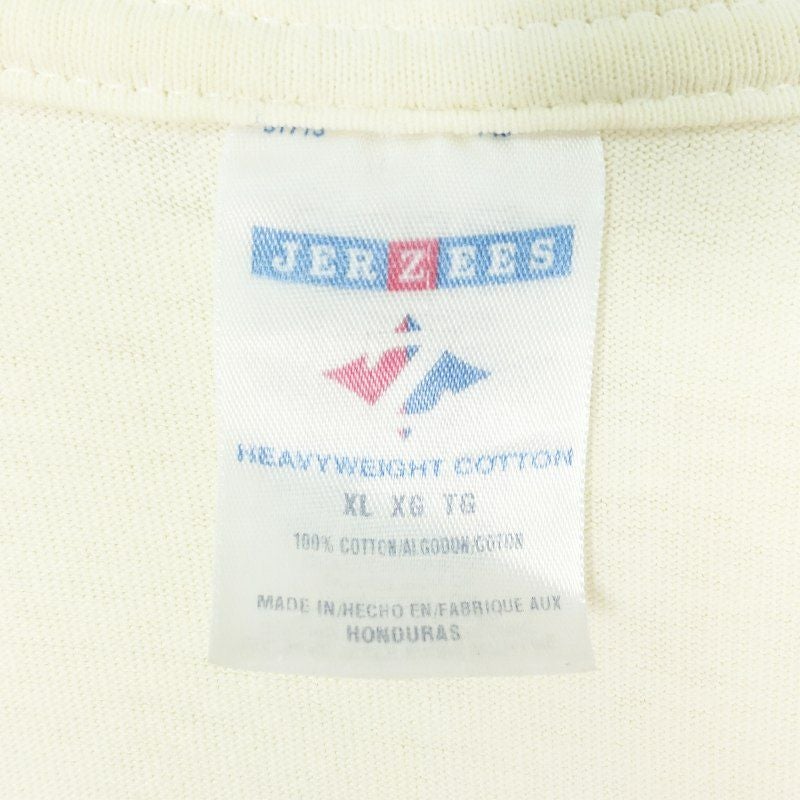 JERZEES
HEAVYWEIGHT COTTON
XL XG TG
100% COTTON/ALGODON/COTON
MADE IN/HECHO EN/FABRIQUE AUX
HONDURAS